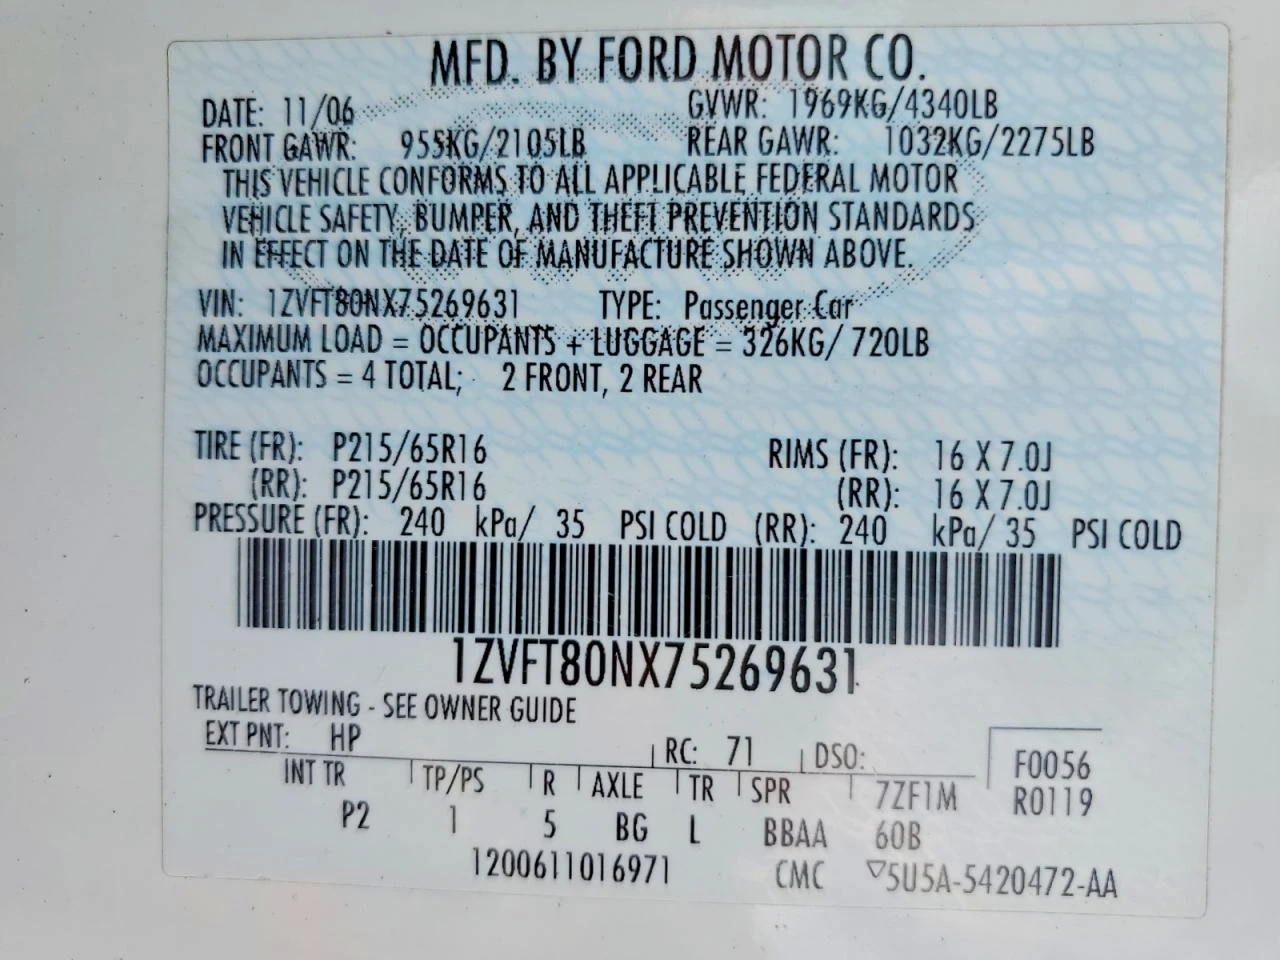 MFD. BY FORD MOTOR CO.
DATE: 11/06 GVWR: 1969KG/4340LB
FRONT GAWR: 955KG/2105LB REAR GAWR: 1032KG/2275LB
THIS VEHICLE CONFORMS TO ALL APPLICABLE FEDERAL MOTOR
VEHICLE SAFETY, BUMPER, AND THEFT PREVENTION STANDARDS
IN EFFECT ON THE DATE OF MANUFACTURE SHOWN ABOVE.
VIN: 1ZVFT80NX75269631 TYPE: Passenger Car
MAXIMUM LOAD = OCCUPANTS + LUGGAGE = 326KG/ 720LB
OCCUPANTS = 4 TOTAL; 2 FRONT, 2 REAR
TIRE (FR): P215/65R16 RIMS (FR): 16 X 7.0J
(RR): P215/65R16 (RR): 16 X 7.0J
PRESSURE (FR): 240 kPa/ 35 PSI COLD (RR): 240 kPa/ 35 PSI COLD
1ZVFT80NX75269631
TRAILER TOWING - SEE OWNER GUIDE
EXT PNT: HP RC: 71 DSO: F0056
INT TR TP/PS R AXLE TR SPR 7ZF1M R0119
P2 1 5 BG L BBAA 60B
1200611016971 CMC ▽5U5A-5420472-AA